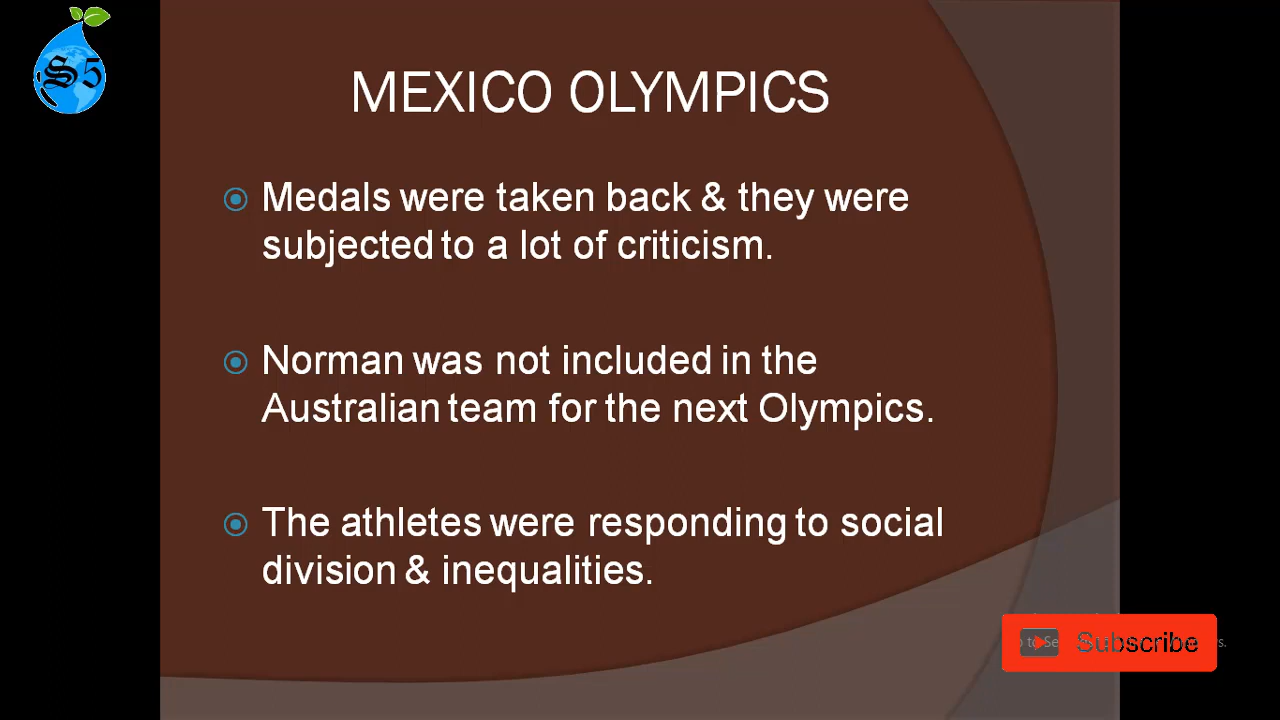 S5
MEXICO OLYMPICS
Medals were taken back & they were
subjected to a lot of criticism.
Norman was not included in the
Australian team for the next Olympics.
The athletes were responding to social
division & inequalities.
Subscribe